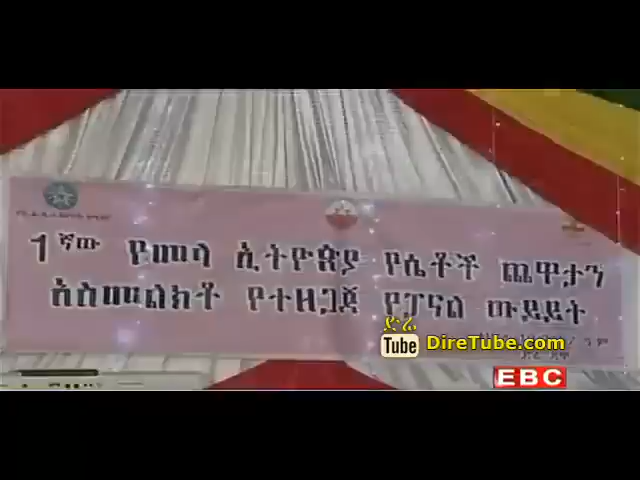 1ኛው የመላ ኢትዮጵያ የሴቶች ጨዋታን
አስመልክቶ የተዘጋጀ የፓናል ውይይት
ድሬ
Tube DireTube.com
EBC